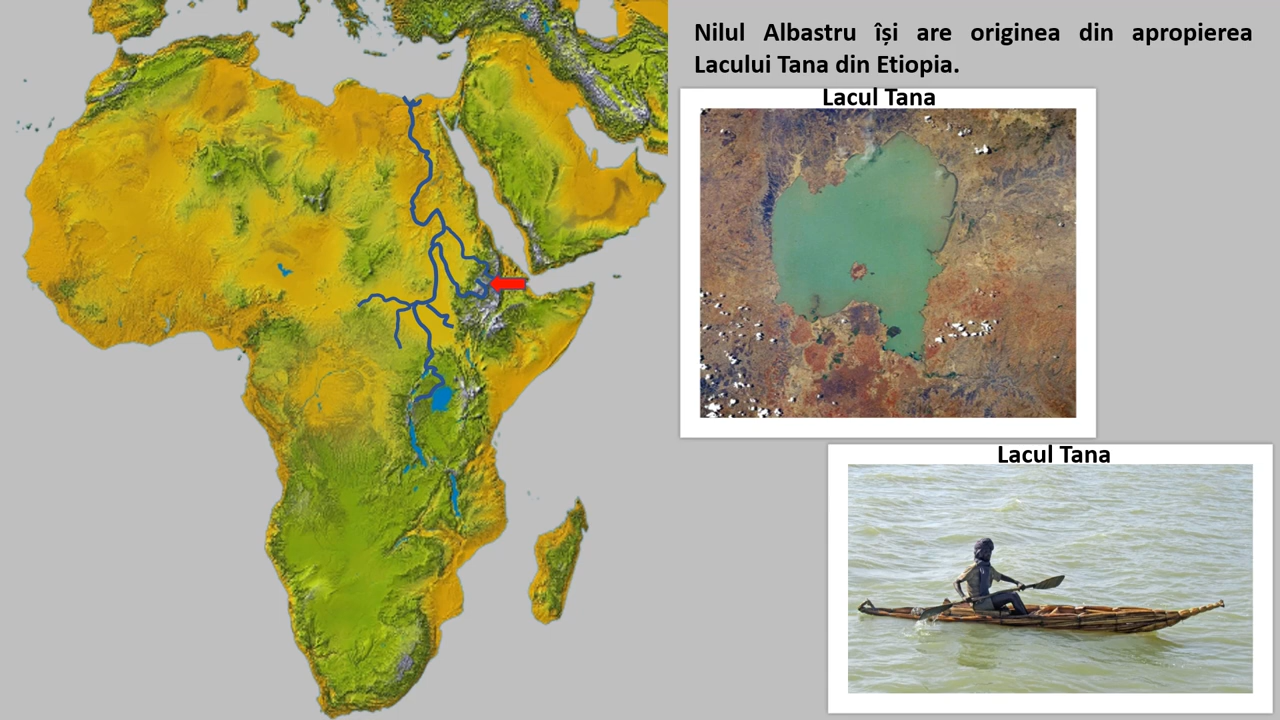 Nilul Albastru își are originea din apropierea
Lacului Tana din Etiopia.
Lacul Tana
Lacul Tana